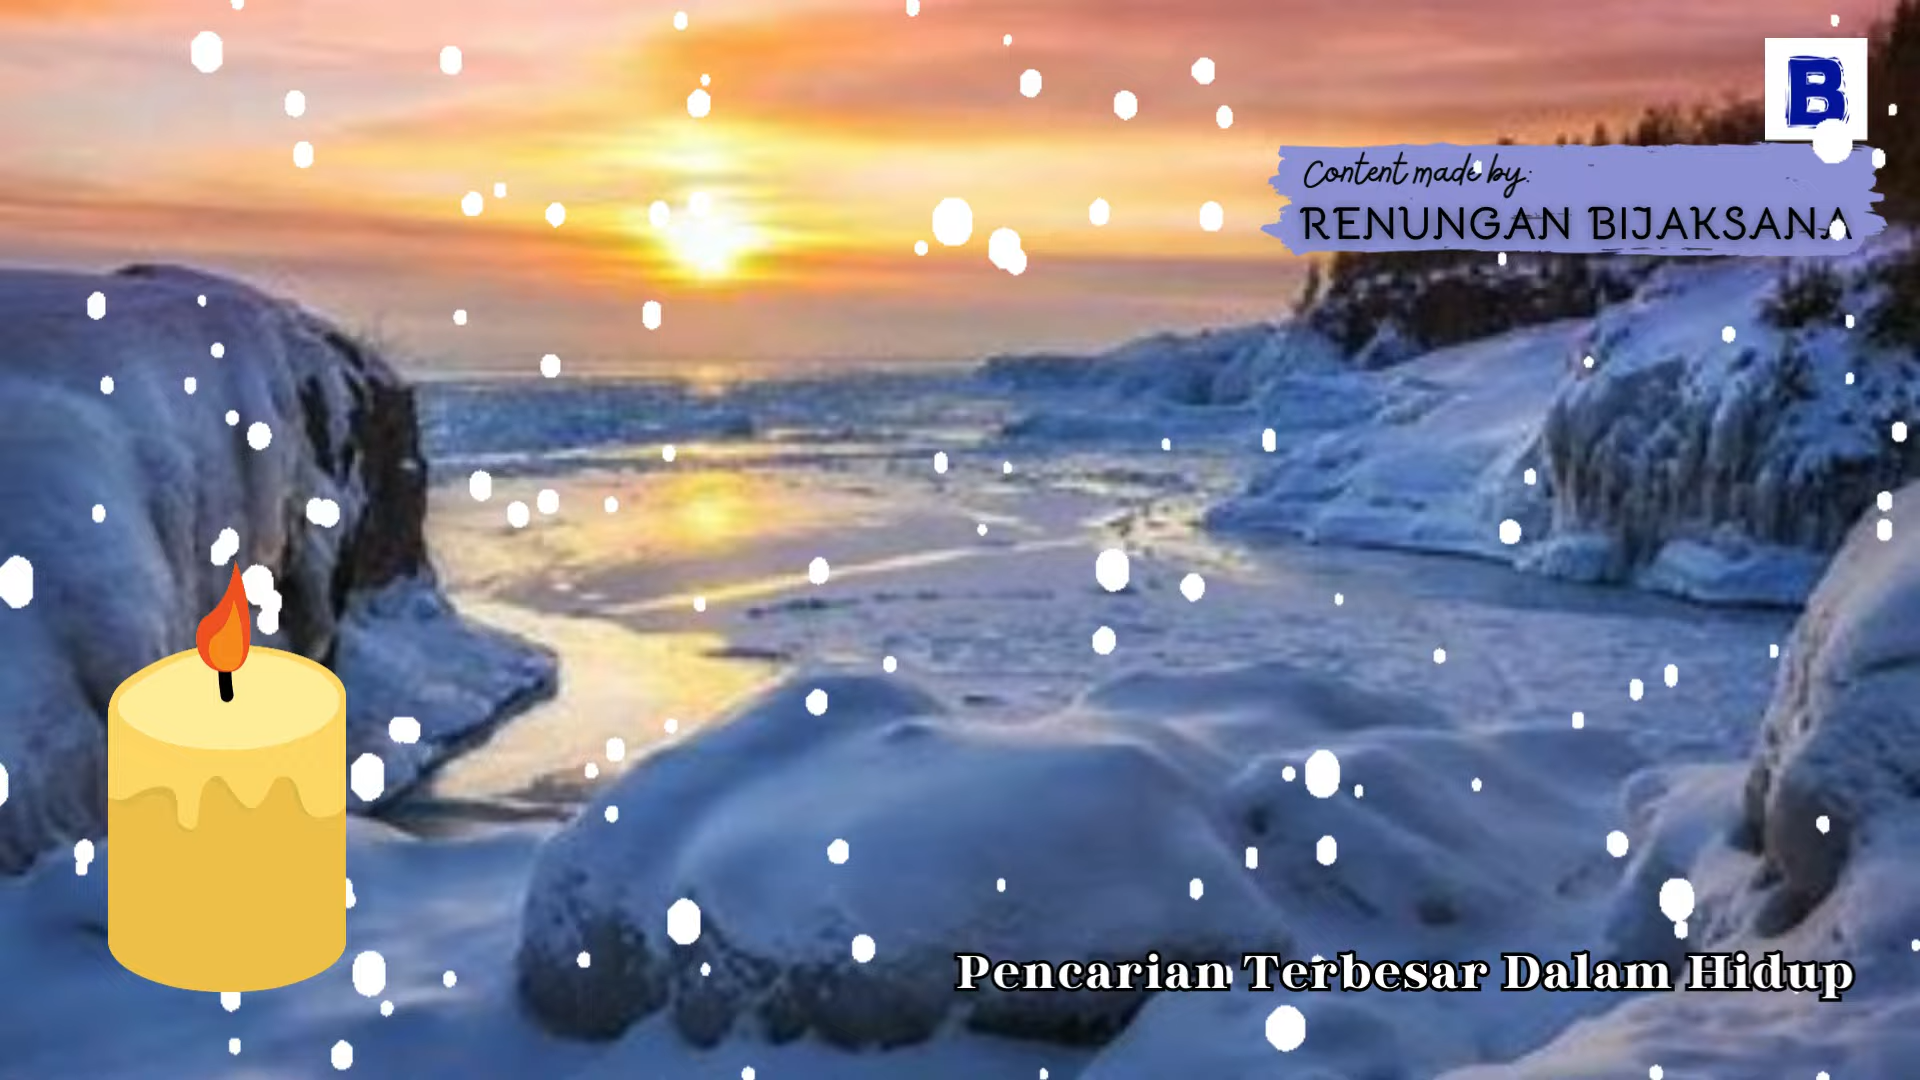 B
Content made by:
RENUNGAN BIJAKSANA
Pencarian Terbesar Dalam Hidup